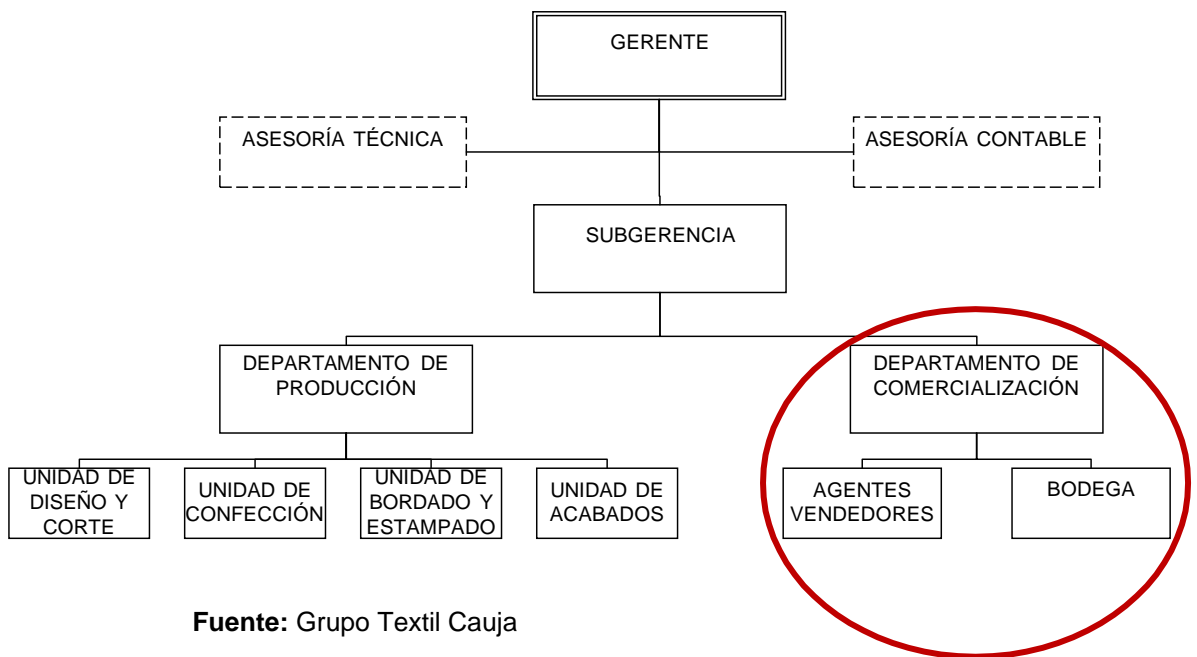 GERENTE
ASESORÍA TÉCNICA
ASESORÍA CONTABLE
SUBGERENCIA
DEPARTAMENTO DE
PRODUCCIÓN
DEPARTAMENTO DE
COMERCIALIZACIÓN
UNIDAD DE
DISEÑO Y
CORTE
UNIDAD DE
CONFECCIÓN
UNIDAD DE
BORDADO Y
ESTAMPADO
UNIDAD DE
ACABADOS
AGENTES
VENDEDORES
BODEGA
Fuente: Grupo Textil Cauja